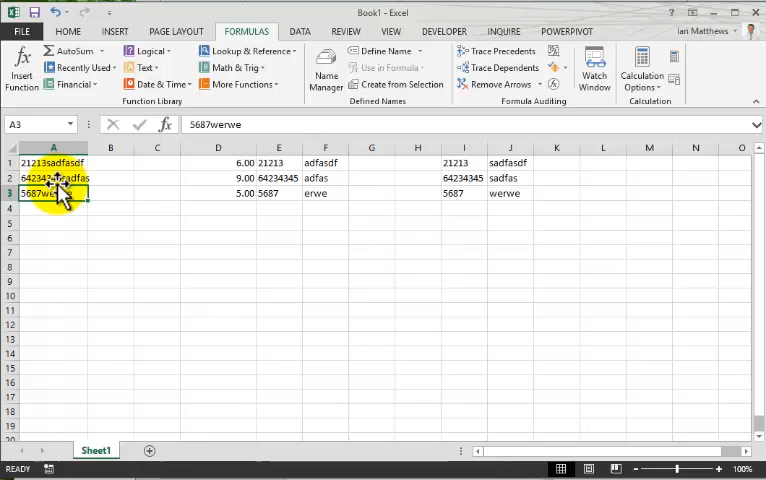 Book1 - Excel
FILE HOME INSERT PAGE LAYOUT FORMULAS DATA REVIEW VIEW DEVELOPER INQUIRE POWERPIVOT Ian Matthews
fx Insert Function
AutoSum
Recently Used
Financial
Logical
Text
Date & Time
Lookup & Reference
Math & Trig
More Functions
Function Library
Name Manager
Define Name
Use in Formula
Create from Selection
Defined Names
Trace Precedents
Trace Dependents
Remove Arrows
Watch Window
Formula Auditing
Calculation Options
Calculation
A3 fx 5687werwe
A B C D E F G H I J K L M N O
1 21213sadfasdf 6.00 21213 adfasdf 21213 sadfasdf
2 6.00 64234345 adfas 64234345 sadfas
3 5.00 5687 erwe 5687 werwe
4
5
6
7
8
9
10
11
12
13
14
15
16
17
18
19
Sheet1
READY 100%